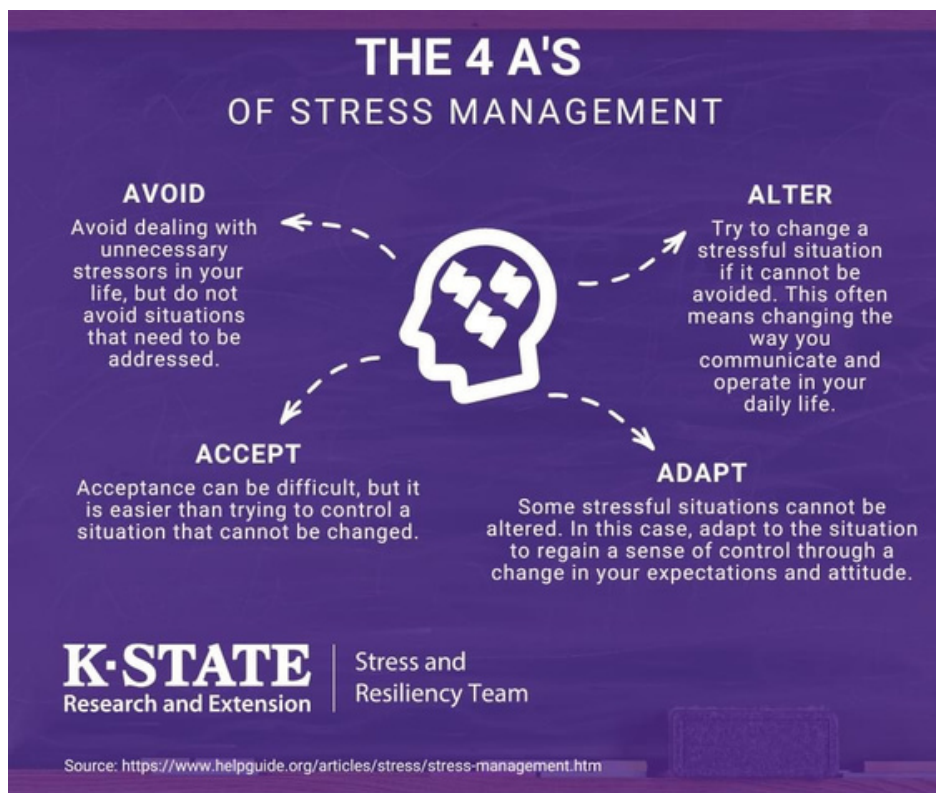 THE 4 A'S
OF STRESS MANAGEMENT
AVOID
Avoid dealing with
unnecessary
stressors in your
life, but do not
avoid situations
that need to be
addressed.
ALTER
Try to change a
stressful situation
if it cannot be
avoided. This often
means changing the
way you
communicate and
operate in your
daily life.
ACCEPT
Acceptance can be difficult, but it
is easier than trying to control a
situation that cannot be changed.
ADAPT
Some stressful situations cannot be
altered. In this case, adapt to the situation
to regain a sense of control through a
change in your expectations and attitude.
K·STATE
Research and Extension
Stress and
Resiliency Team
Source: https://www.helpguide.org/articles/stress/stress-management.htm